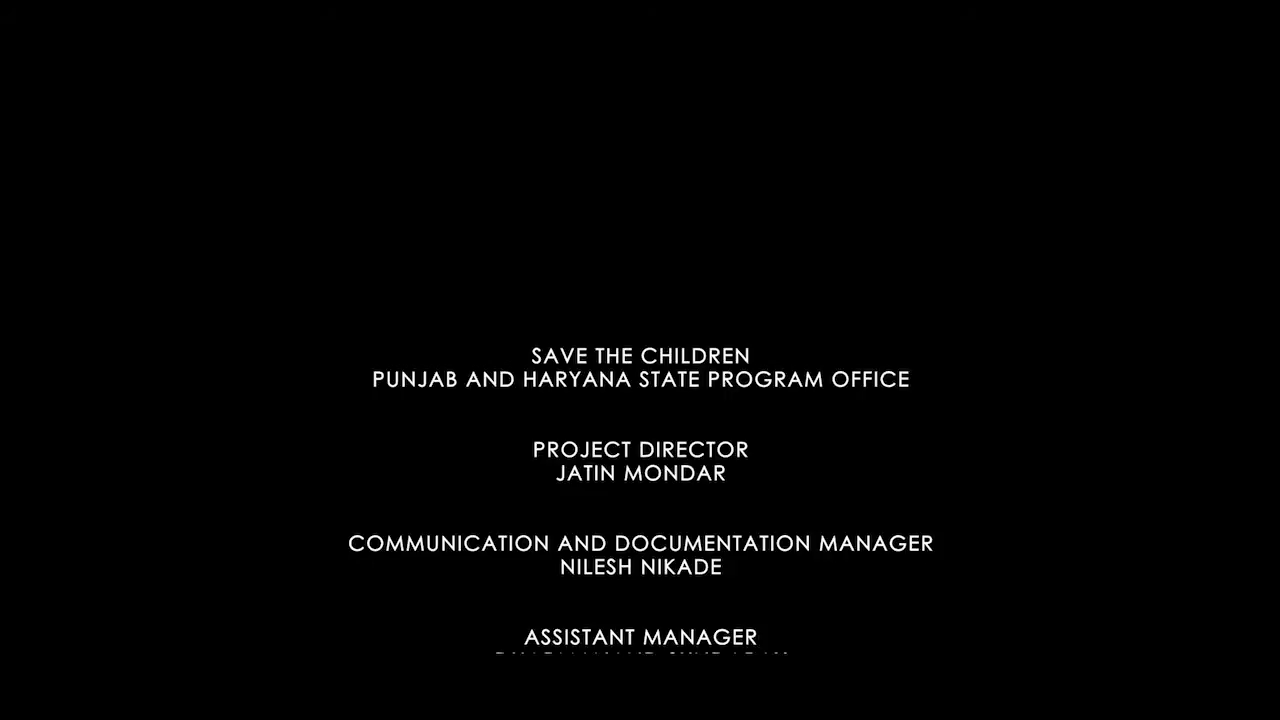 SAVE THE CHILDREN
PUNJAB AND HARYANA STATE PROGRAM OFFICE
PROJECT DIRECTOR
JATIN MONDAR
COMMUNICATION AND DOCUMENTATION MANAGER
NILESH NIKADE
ASSISTANT MANAGER